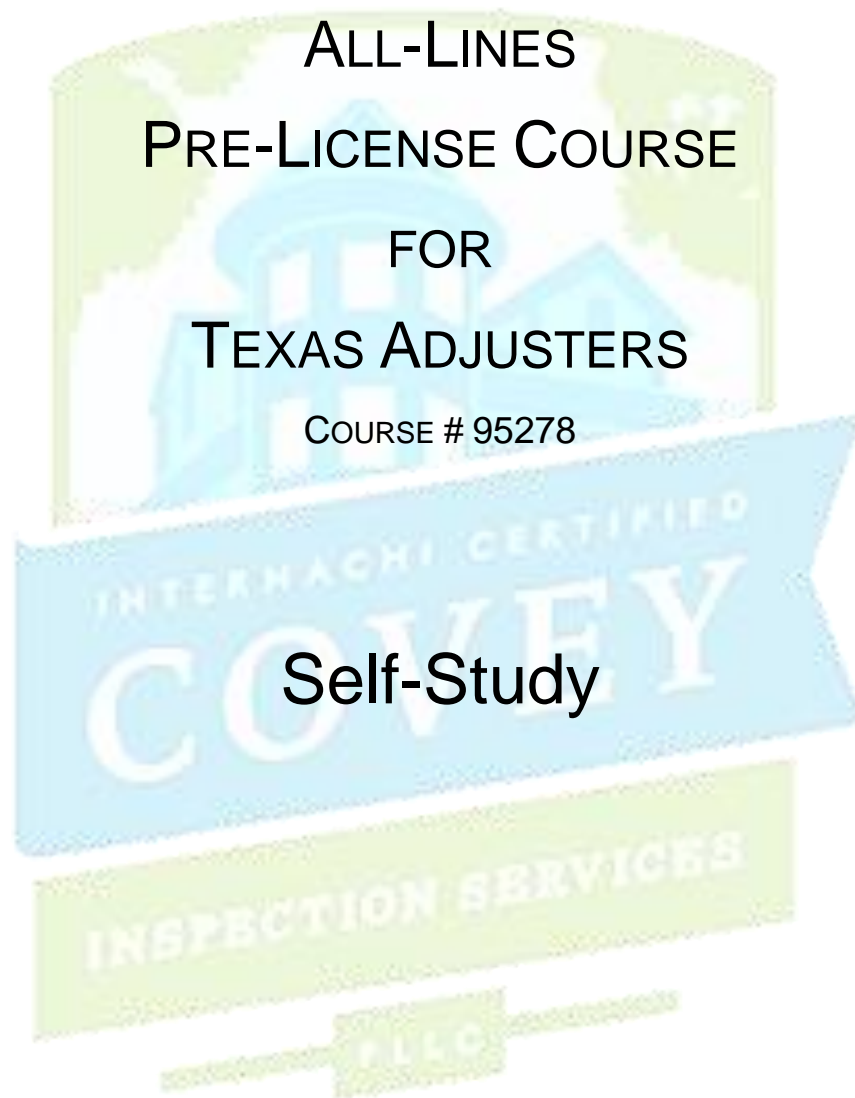 ALL-LINES
PRE-LICENSE COURSE
FOR
TEXAS ADJUSTERS
COURSE # 95278
INTERNACHI CERTIFIED
COVEY
Self-Study
INSPECTION SERVICES
PLLC